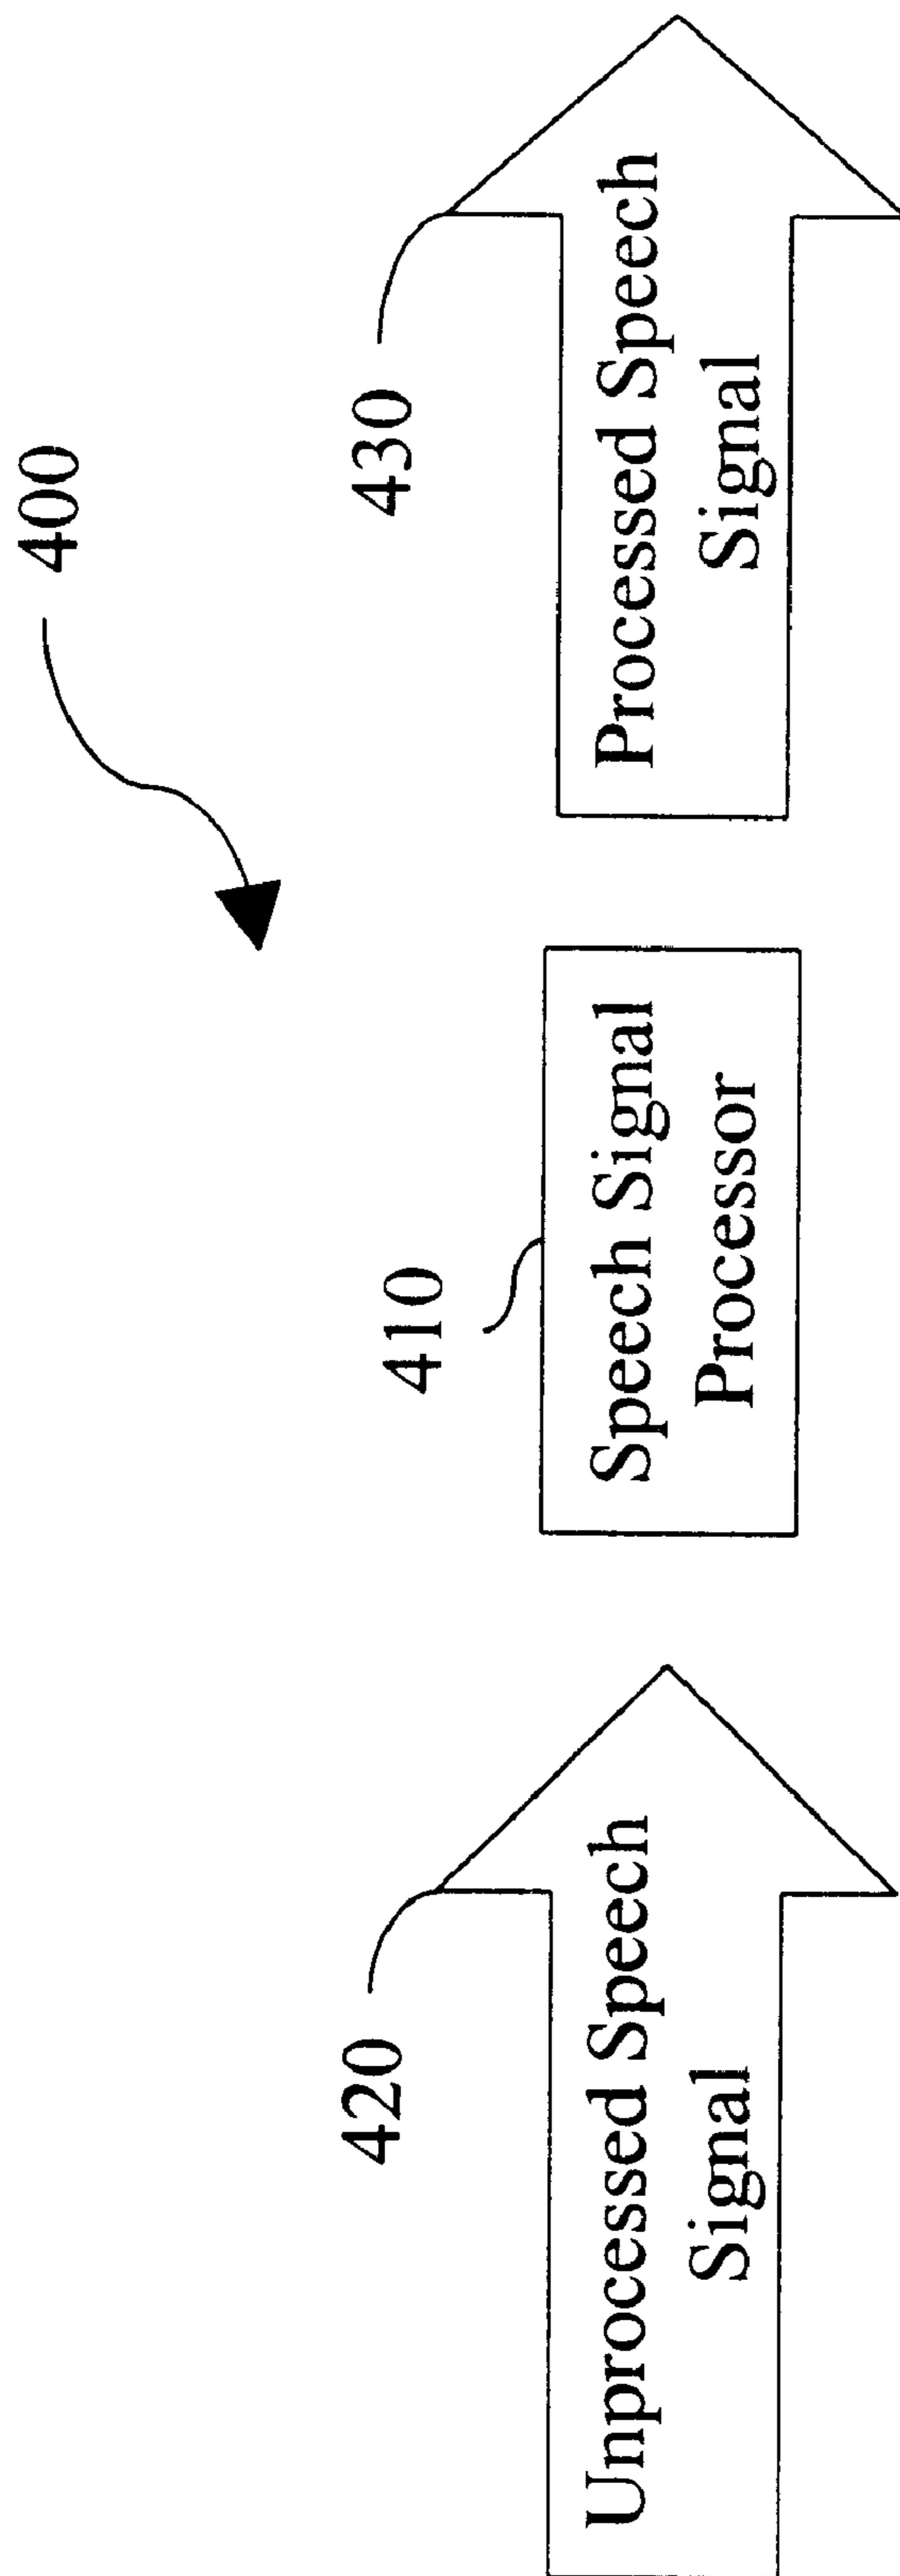 400
420
Unprocessed Speech
Signal
410
Speech Signal
Processor
430
Processed Speech
Signal